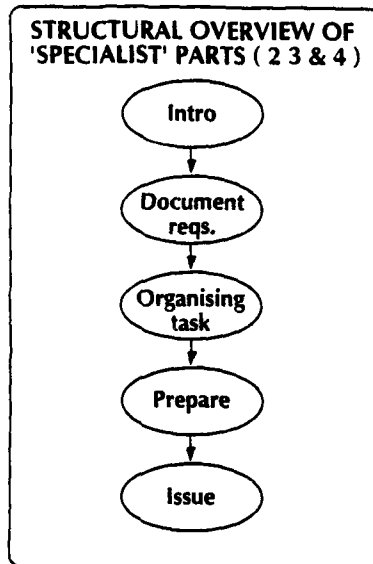 STRUCTURAL OVERVIEW OF
'SPECIALIST' PARTS ( 2 3 & 4 )
Intro
Document
reqs.
Organising
task
Prepare
Issue